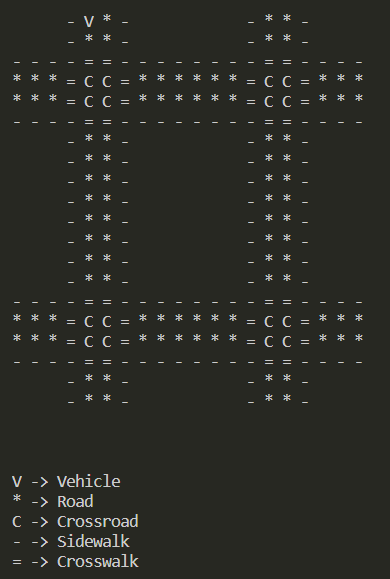 - V * -             - * * -
      - * * -             - * * -
- - - - = = - - - - - - - - = = - - - -
* * * = C C = * * * * * * = C C = * * *
* * * = C C = * * * * * * = C C = * * *
- - - - = = - - - - - - - - = = - - - -
      - * * -             - * * -
      - * * -             - * * -
      - * * -             - * * -
      - * * -             - * * -
      - * * -             - * * -
      - * * -             - * * -
      - * * -             - * * -
      - * * -             - * * -
- - - - = = - - - - - - - - = = - - - -
* * * = C C = * * * * * * = C C = * * *
* * * = C C = * * * * * * = C C = * * *
- - - - = = - - - - - - - - = = - - - -
      - * * -             - * * -
      - * * -             - * * -
V -> Vehicle
* -> Road
C -> Crossroad
- -> Sidewalk
= -> Crosswalk